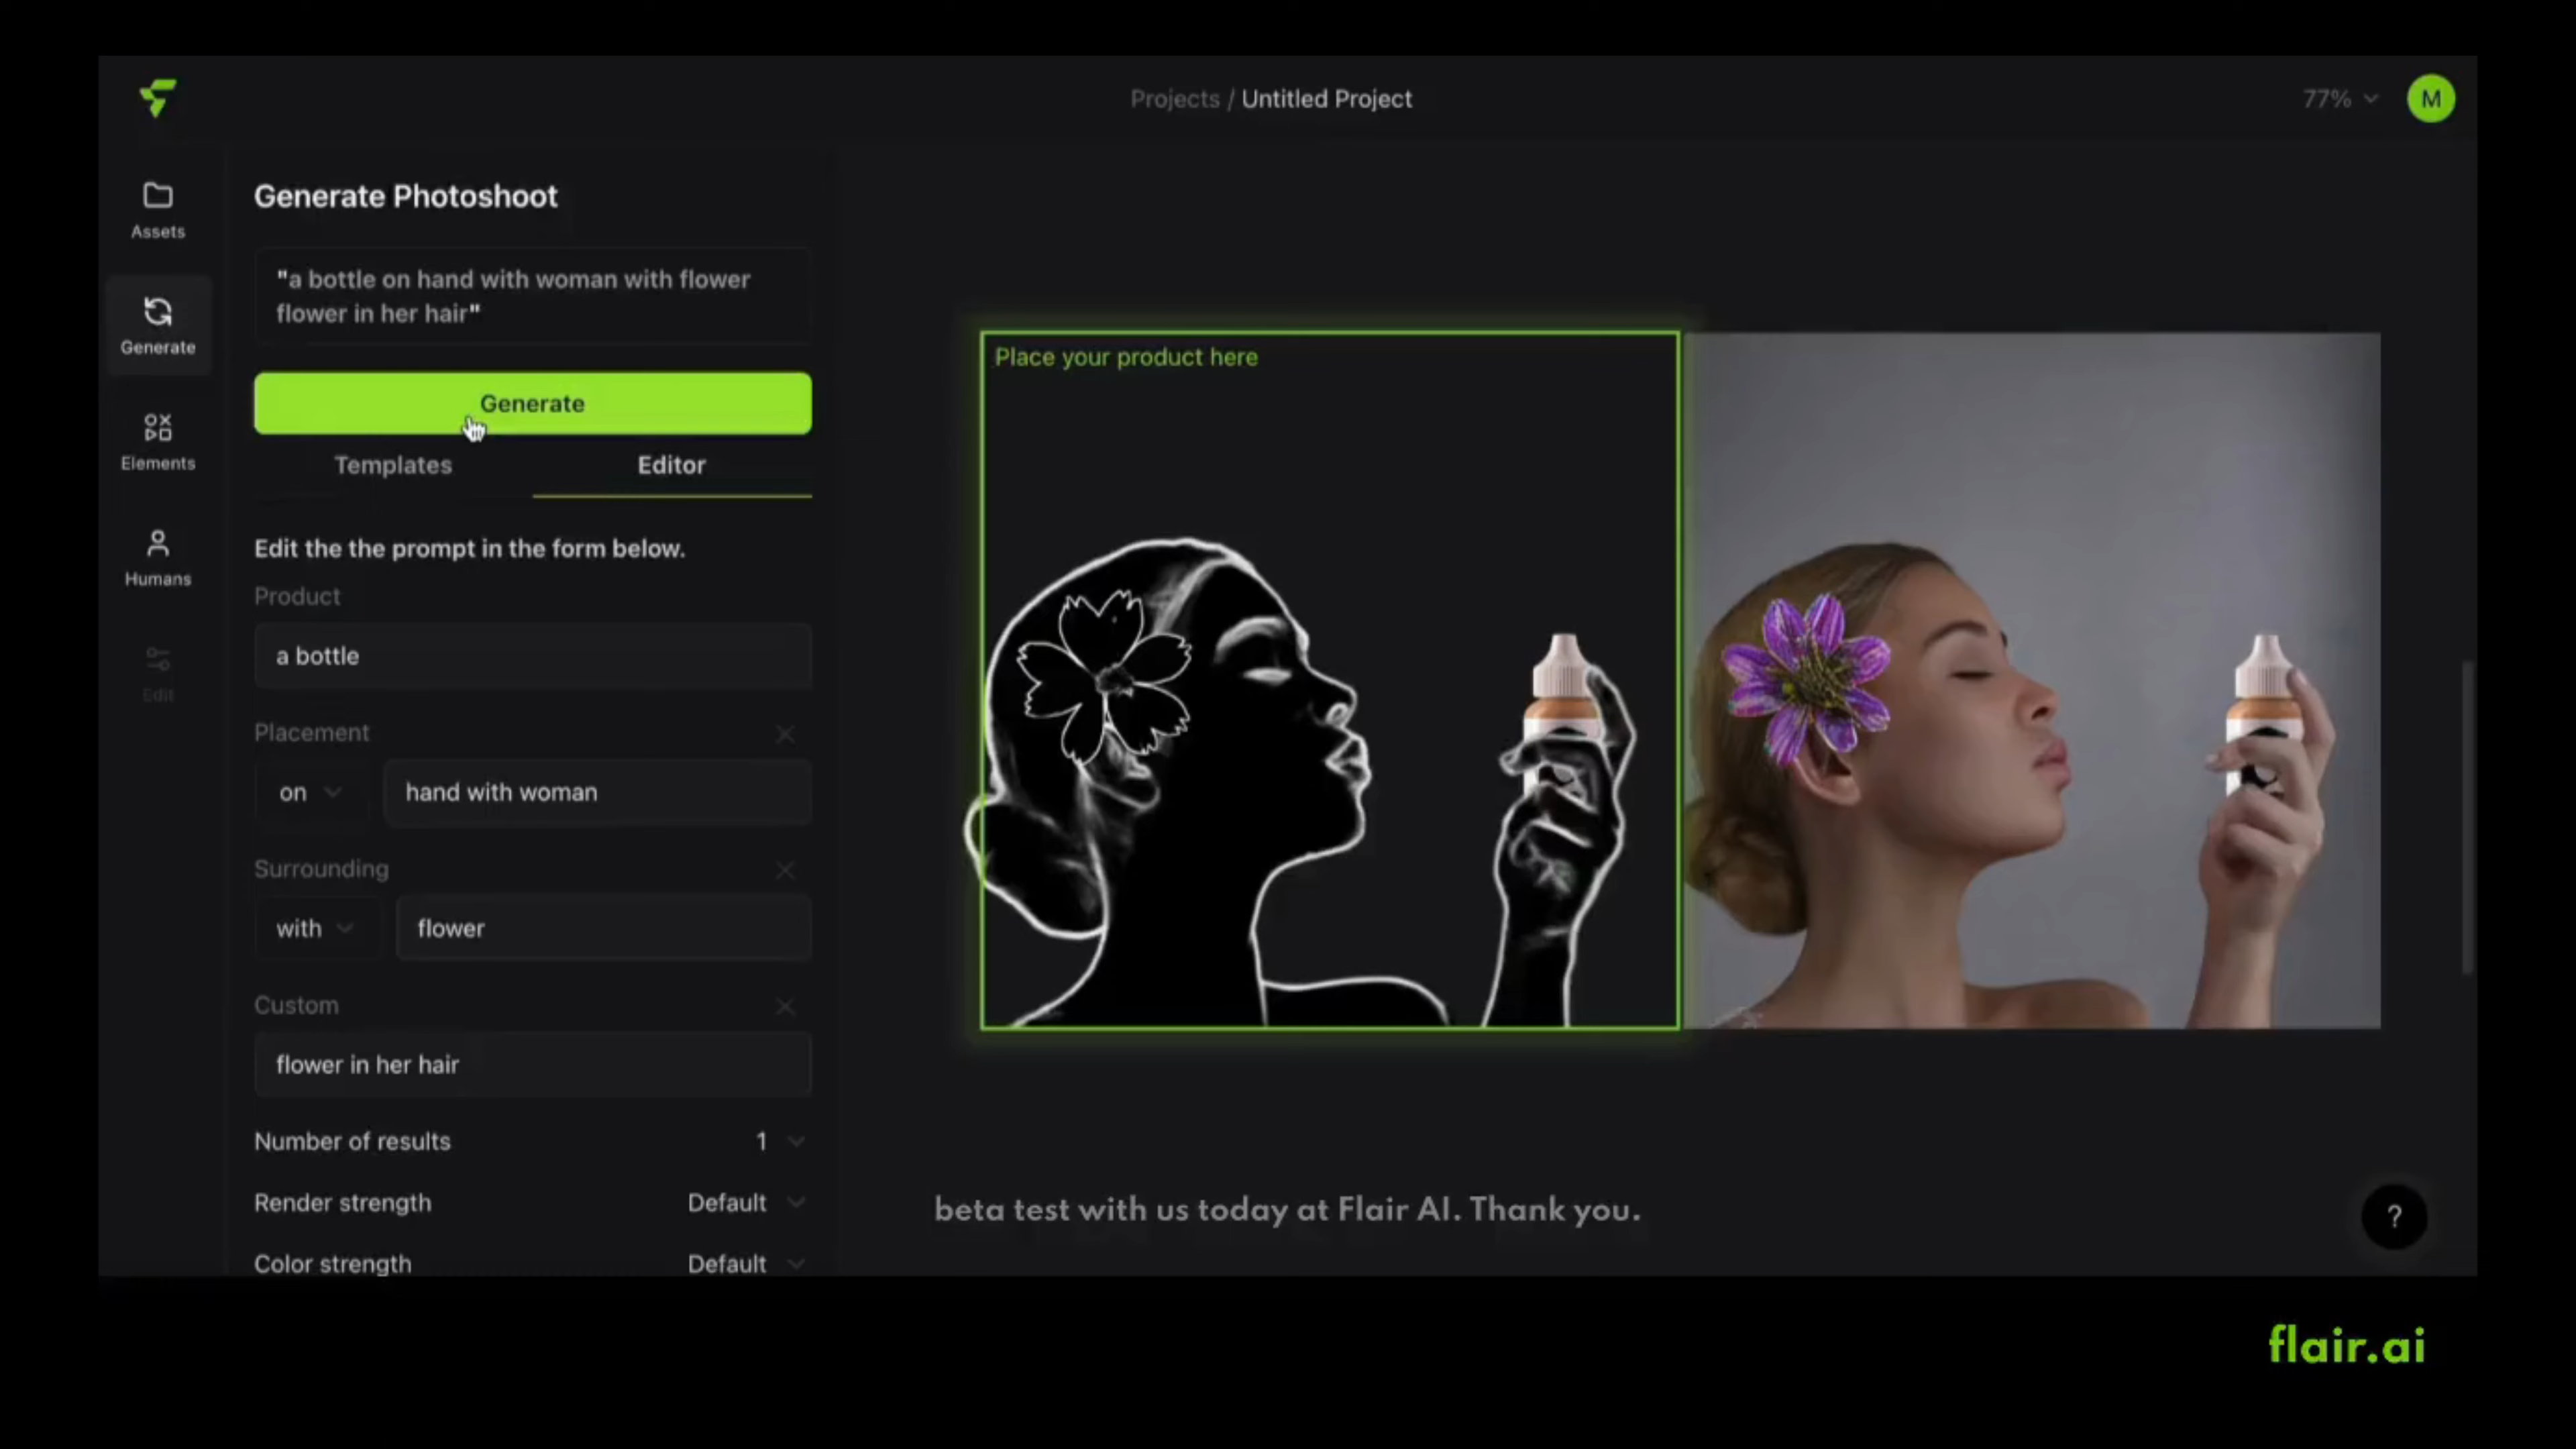 Projects / Untitled Project
77%
M
Assets
Generate
Elements
Humans
Edit
Generate Photoshoot
"a bottle on hand with woman with flower
flower in her hair"
Generate
Templates
Editor
Edit the the prompt in the form below.
Product
a bottle
Placement
on
hand with woman
Surrounding
with
flower
Custom
flower in her hair
Number of results
1
Render strength
Default
Color strength
Default
Place your product here
beta test with us today at Flair AI. Thank you.
?
flair.ai